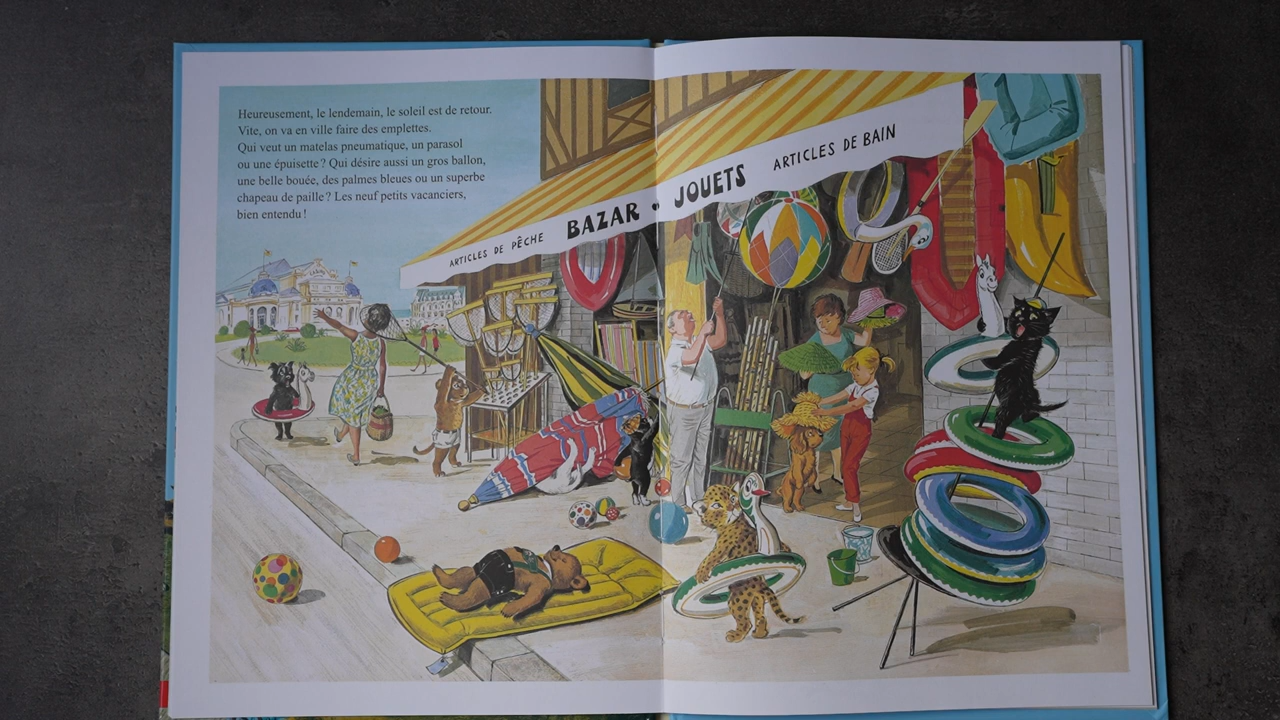 Heureusement, le lendemain, le soleil est de retour.
Vite, on va en ville faire des emplettes.
Qui veut un matelas pneumatique, un parasol
ou une épuisette ? Qui désire aussi un gros ballon,
une belle bouée, des palmes bleues ou un superbe
chapeau de paille ? Les neuf petits vacanciers,
bien entendu !
ARTICLES DE PÊCHE BAZAR • JOUETS ARTICLES DE BAIN